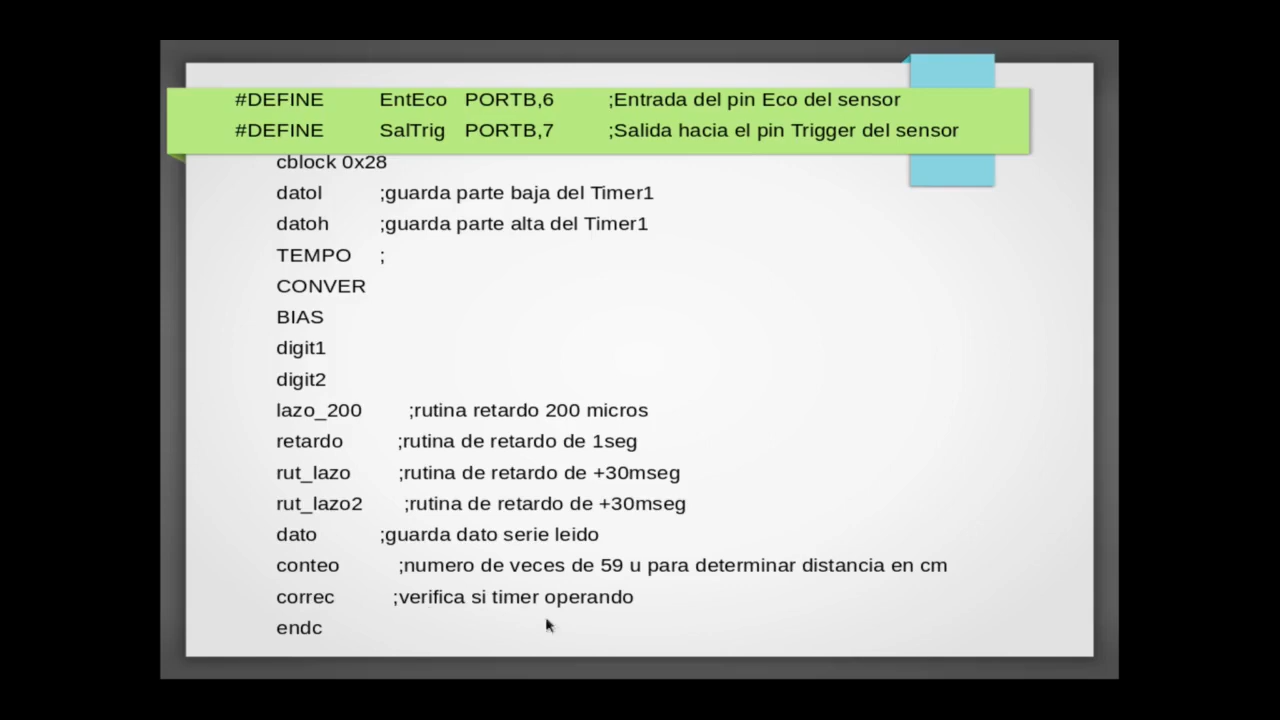 #DEFINE EntEco PORTB,6 ;Entrada del pin Eco del sensor
#DEFINE SalTrig PORTB,7 ;Salida hacia el pin Trigger del sensor
cblock 0x28
datol ;guarda parte baja del Timer1
datoh ;guarda parte alta del Timer1
TEMPO ;
CONVER
BIAS
digit1
digit2
lazo_200 ;rutina retardo 200 micros
retardo ;rutina de retardo de 1seg
rut_lazo ;rutina de retardo de +30mseg
rut_lazo2 ;rutina de retardo de +30mseg
dato ;guarda dato serie leido
conteo ;numero de veces de 59 u para determinar distancia en cm
correc ;verifica si timer operando
endc